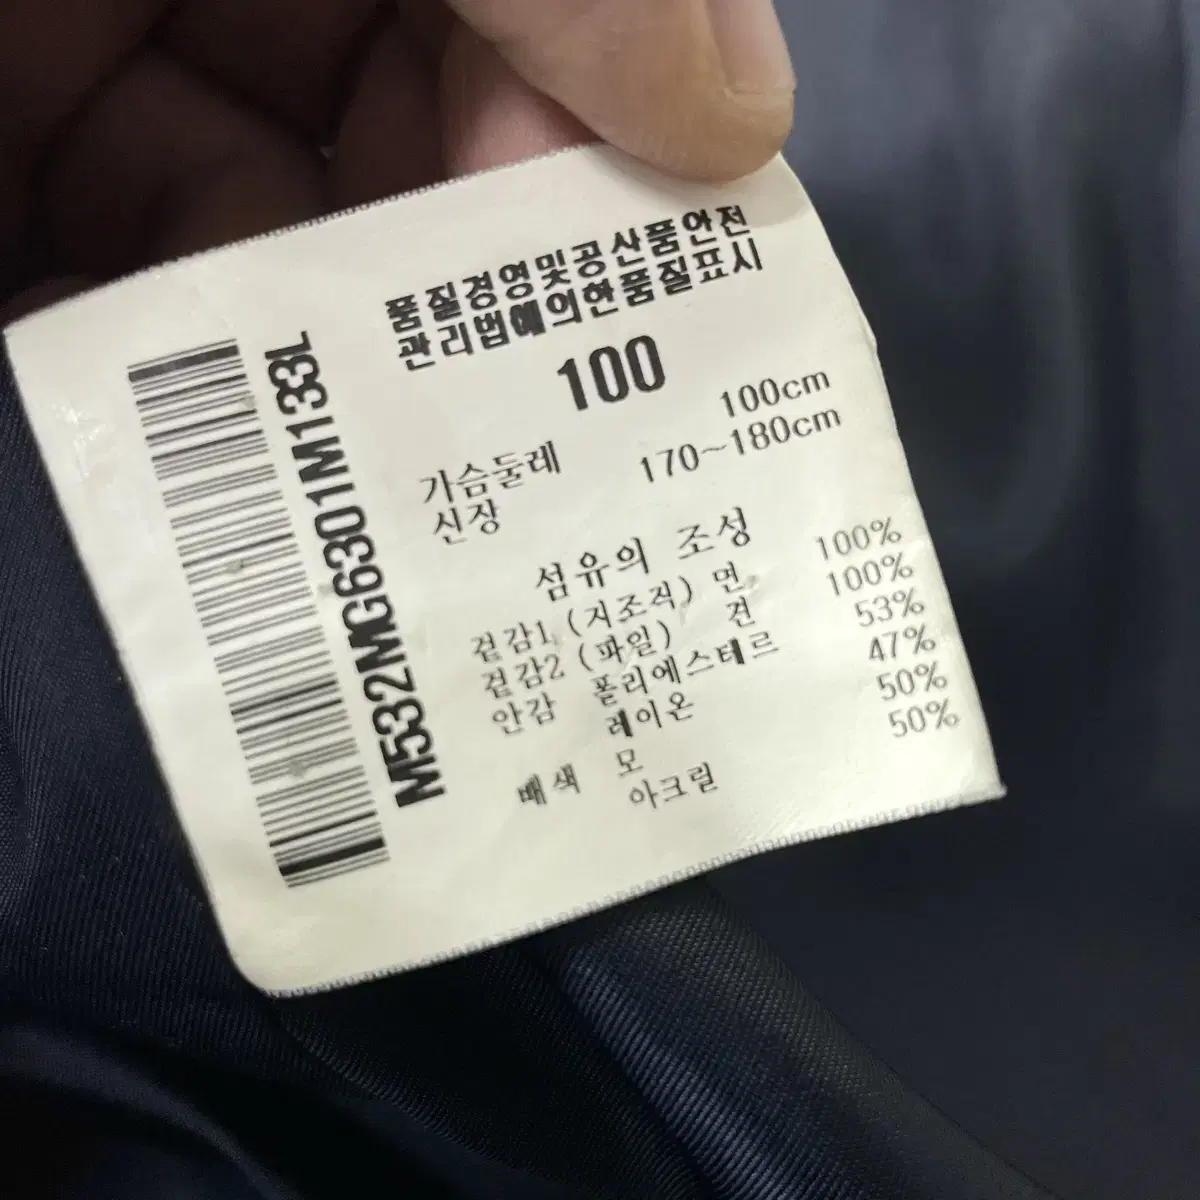 품질경영및공산품안전
관리법에의한품질표시
100
가슴둘레 100cm
신장 170~180cm
섬유의 조성
겉감1 (지조직) 면 100%
겉감2 (파일) 견 100%
안감 폴리에스테르 53%
레이온 47%
배색 모 50%
아크릴 50%
M532MG6301M133L